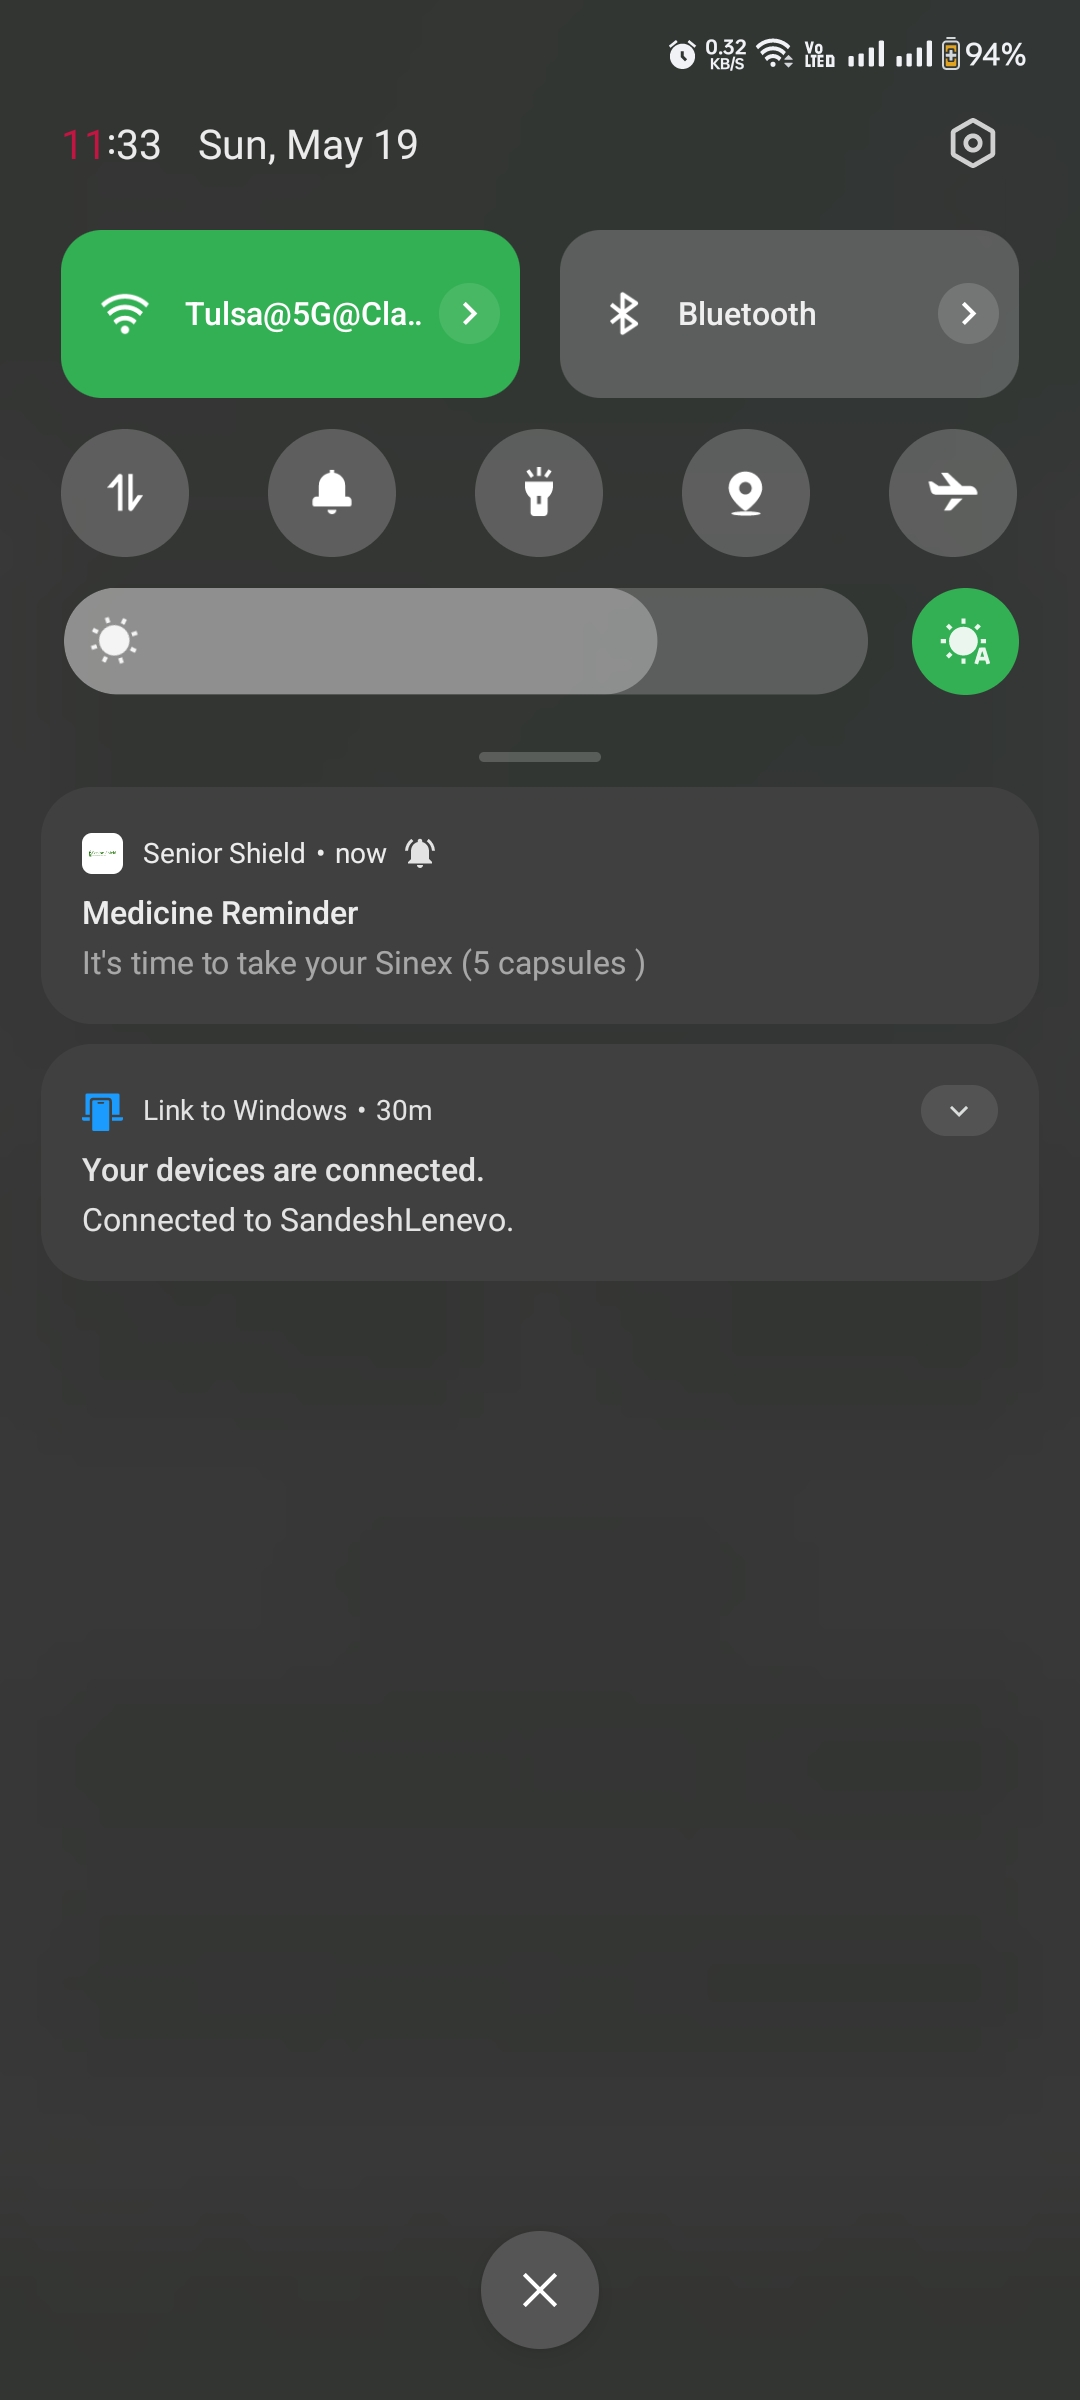 0.32
KB/S
Vo
LTED
94%
11:33 Sun, May 19
Tulsa@5G@Cla..
Bluetooth
A
Senior Shield • now
Medicine Reminder
It's time to take your Sinex (5 capsules )
Link to Windows • 30m
Your devices are connected.
Connected to SandeshLenevo.